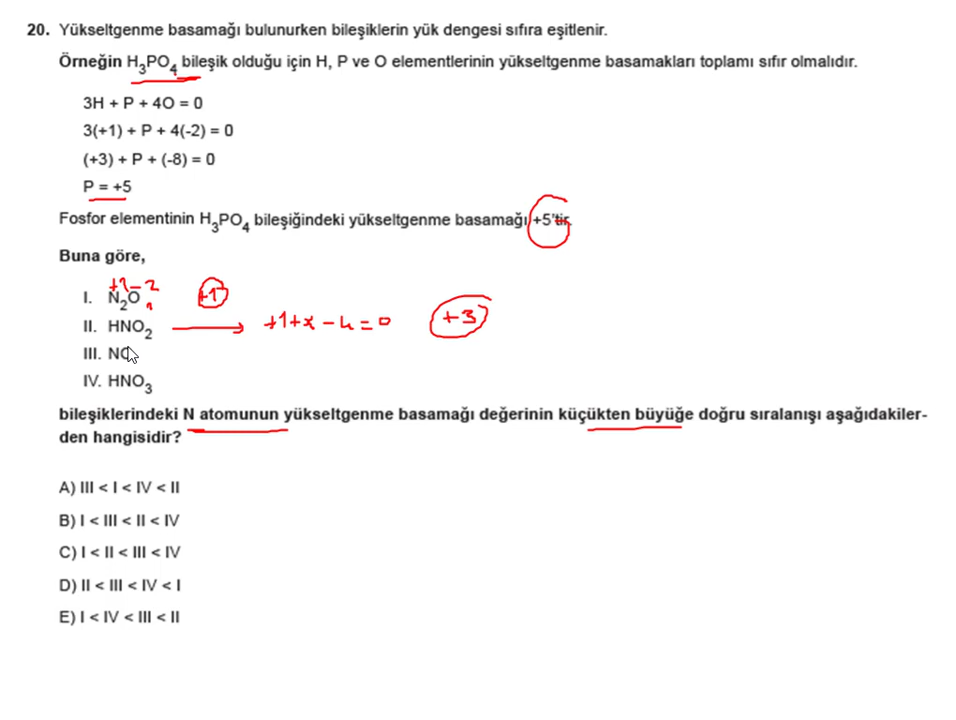 20. Yükseltgenme basamağı bulunurken bileşiklerin yük dengesi sıfıra eşitlenir.
Örneğin H3PO4 bileşik olduğu için H, P ve O elementlerinin yükseltgenme basamakları toplamı sıfır olmalıdır.
3H + P + 4O = 0
3(+1) + P + 4(-2) = 0
(+3) + P + (-8) = 0
P = +5
Fosfor elementinin H3PO4 bileşiğindeki yükseltgenme basamağı +5'tir.
Buna göre,
+1 -2
I. N2O +1
II. HNO2 → +1+x-4=0 +3
III. NO
IV. HNO3
bileşiklerindeki N atomunun yükseltgenme basamağı değerinin küçükten büyüğe doğru sıralanışı aşağıdakiler-
den hangisidir?
A) III < I < IV < II
B) I < III < II < IV
C) I < II < III < IV
D) II < III < IV < I
E) I < IV < III < II